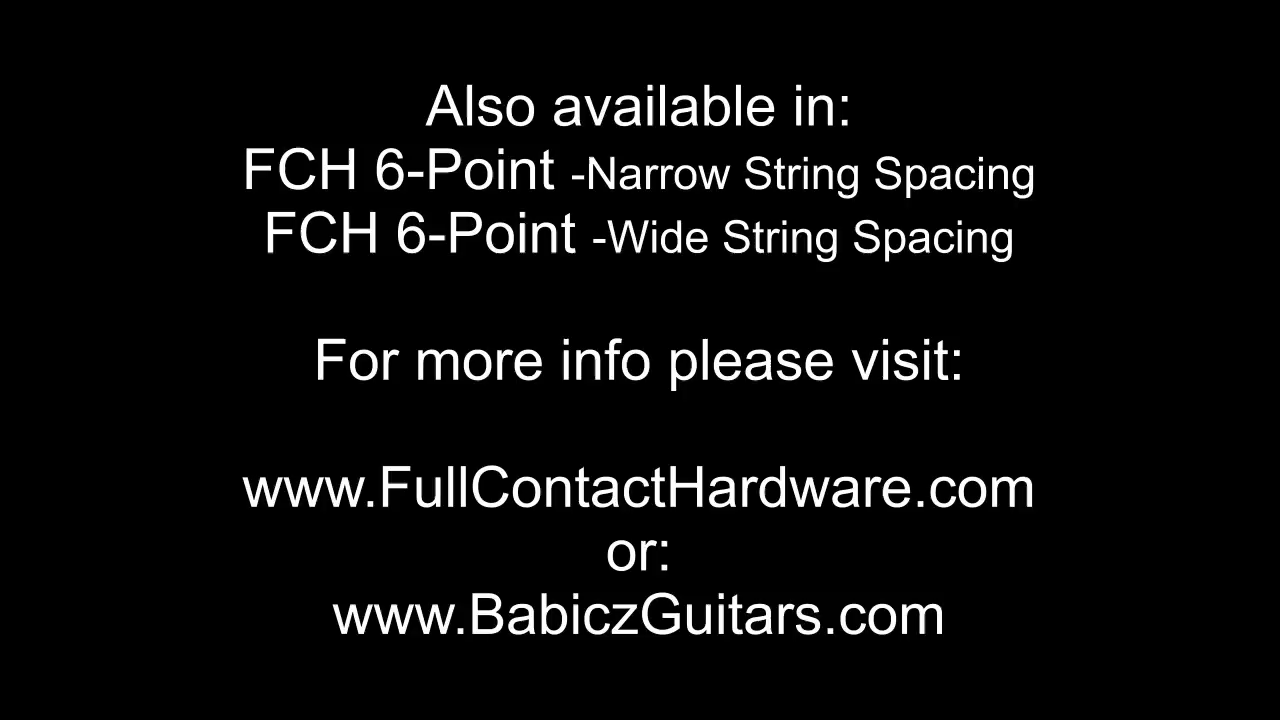 Also available in:
FCH 6-Point -Narrow String Spacing
FCH 6-Point -Wide String Spacing
For more info please visit:
www.FullContactHardware.com
or:
www.BabiczGuitars.com